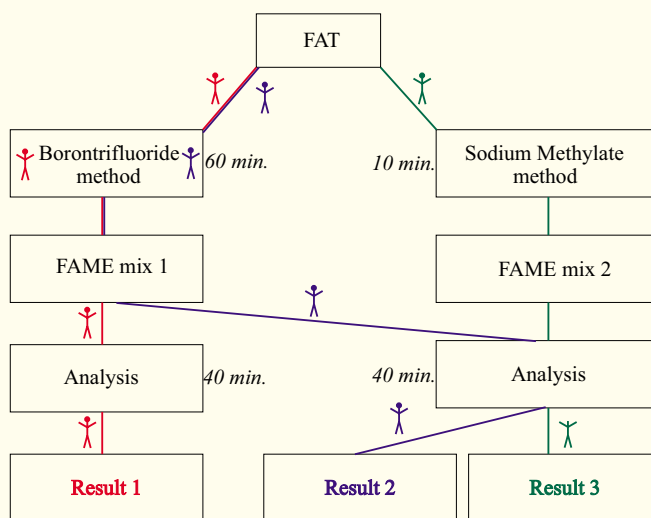 FAT
Borontrifluoride
method
60 min.
10 min.
Sodium Methylate
method
FAME mix 1
FAME mix 2
Analysis
40 min.
40 min.
Analysis
Result 1
Result 2
Result 3